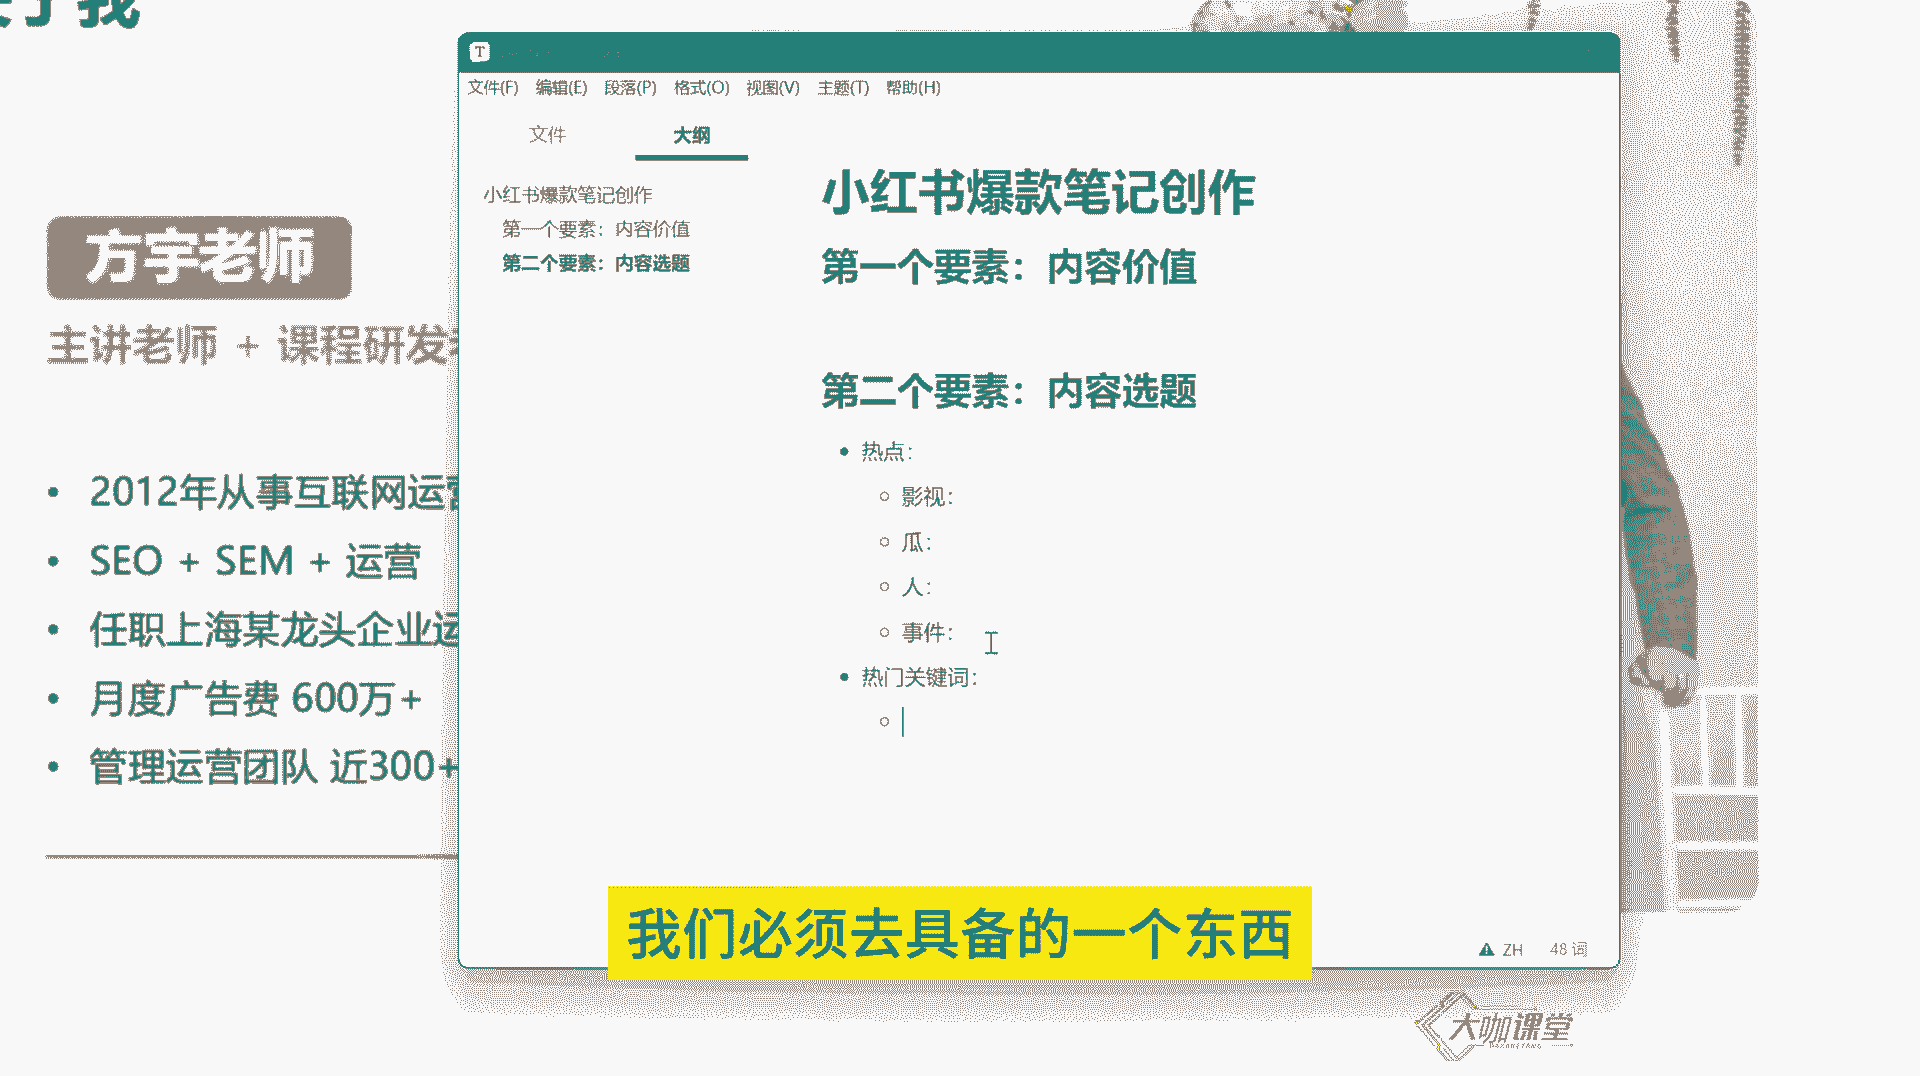 我
方宇老师
主讲老师 + 课程研发
2012年从事互联网运营
SEO + SEM + 运营
任职上海某龙头企业运
月度广告费 600万+
管理运营团队 近300+
T
文件(F) 编辑(E) 段落(P) 格式(O) 视图(V) 主题(T) 帮助(H)
文件 大纲
小红书爆款笔记创作
第一个要素：内容价值
第二个要素：内容选题
小红书爆款笔记创作
第一个要素：内容价值
第二个要素：内容选题
热点：
影视：
瓜：
人：
事件：
热门关键词：
ZH 48 词
我们必须去具备的一个东西
大咖课堂